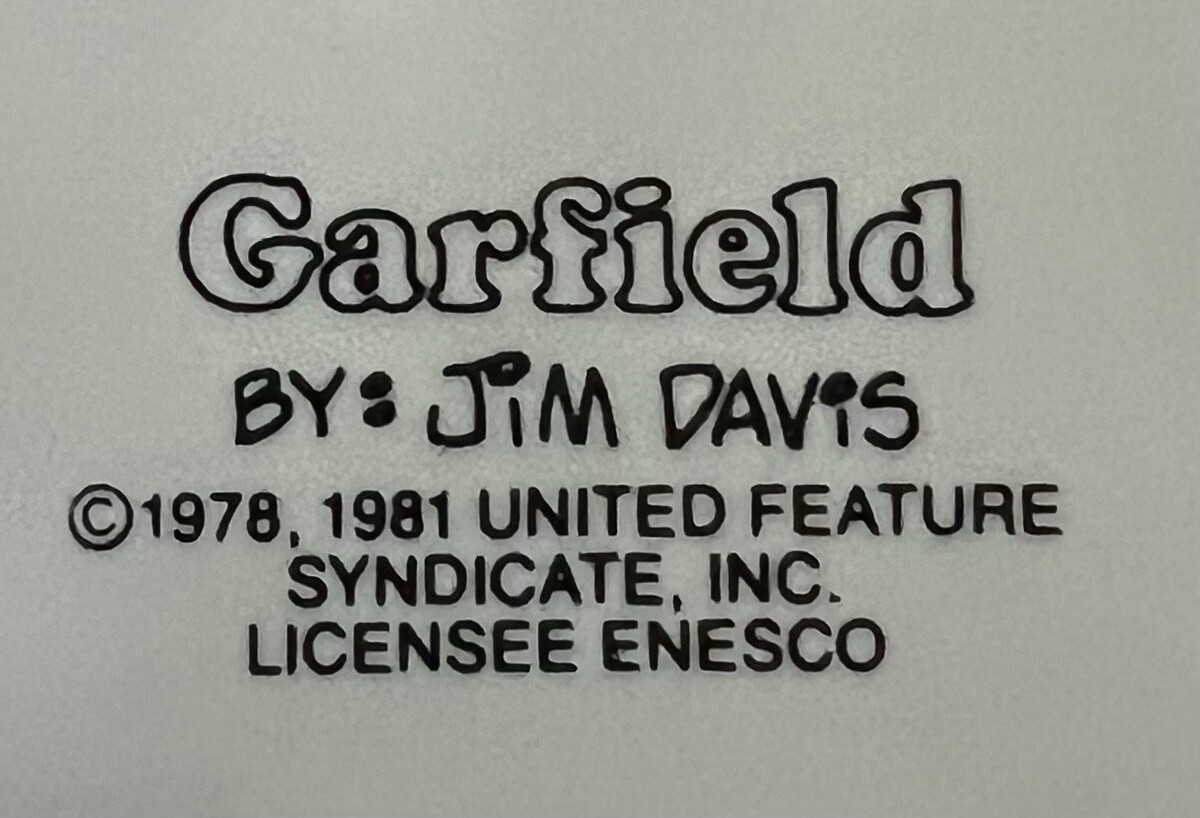 Garfield
BY: JiM DAViS
©1978, 1981 UNITED FEATURE
SYNDICATE, INC.
LICENSEE ENESCO